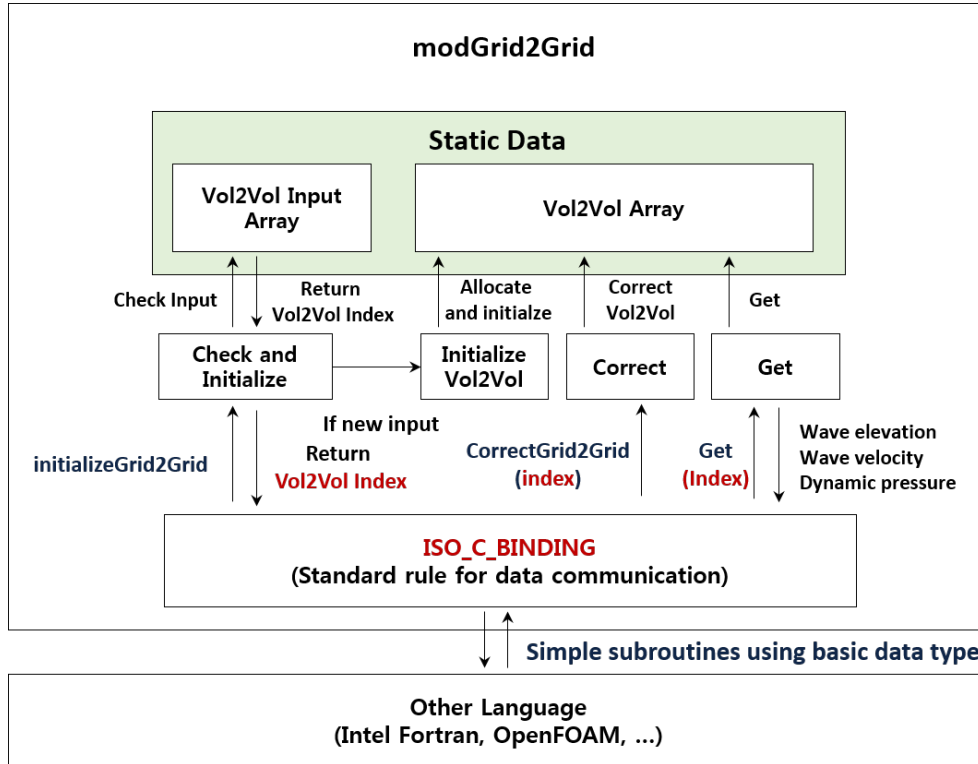 modGrid2Grid
Static Data
Vol2Vol Input
Array
Vol2Vol Array
Check Input
Return
Vol2Vol Index
Allocate
and initialze
Correct
Vol2Vol
Get
Check and
Initialize
Initialize
Vol2Vol
Correct
Get
If new input
initializeGrid2Grid
Return
Vol2Vol Index
CorrectGrid2Grid
(index)
Get
(Index)
Wave elevation
Wave velocity
Dynamic pressure
ISO_C_BINDING
(Standard rule for data communication)
Simple subroutines using basic data type
Other Language
(Intel Fortran, OpenFOAM, ...)